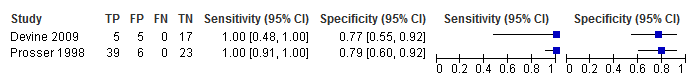 Study TP FP FN TN Sensitivity (95% CI) Specificity (95% CI) Sensitivity (95% CI) Specificity (95% CI)
Devine 2009 5 5 0 17 1.00 [0.48, 1.00] 0.77 [0.55, 0.92]
Prosser 1998 39 6 0 23 1.00 [0.91, 1.00] 0.79 [0.60, 0.92]
0 0.2 0.4 0.6 0.8 1 0 0.2 0.4 0.6 0.8 1